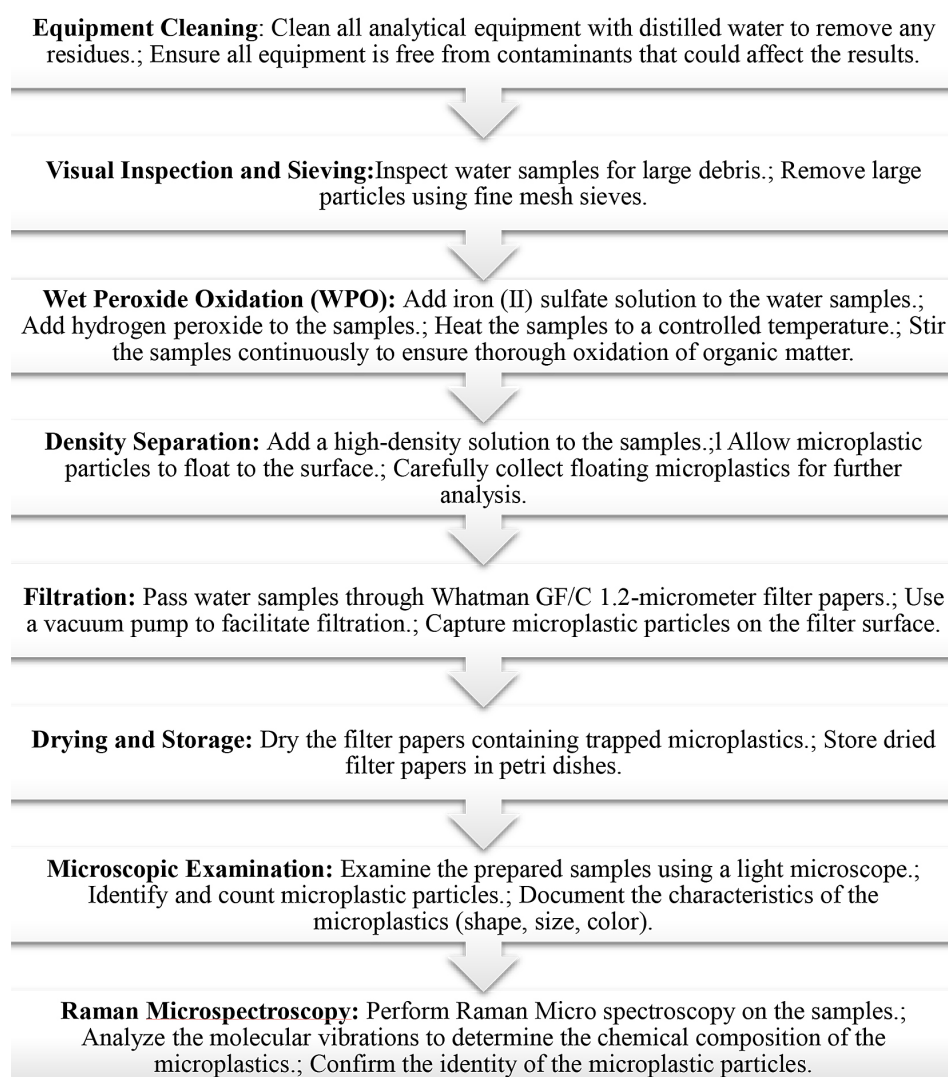 Equipment Cleaning: Clean all analytical equipment with distilled water to remove any
residues.; Ensure all equipment is free from contaminants that could affect the results.
Visual Inspection and Sieving:Inspect water samples for large debris.; Remove large
particles using fine mesh sieves.
Wet Peroxide Oxidation (WPO): Add iron (II) sulfate solution to the water samples.;
Add hydrogen peroxide to the samples.; Heat the samples to a controlled temperature.; Stir
the samples continuously to ensure thorough oxidation of organic matter.
Density Separation: Add a high-density solution to the samples.;l Allow microplastic
particles to float to the surface.; Carefully collect floating microplastics for further
analysis.
Filtration: Pass water samples through Whatman GF/C 1.2-micrometer filter papers.; Use
a vacuum pump to facilitate filtration.; Capture microplastic particles on the filter surface.
Drying and Storage: Dry the filter papers containing trapped microplastics.; Store dried
filter papers in petri dishes.
Microscopic Examination: Examine the prepared samples using a light microscope.;
Identify and count microplastic particles.; Document the characteristics of the
microplastics (shape, size, color).
Raman Microspectroscopy: Perform Raman Micro spectroscopy on the samples.;
Analyze the molecular vibrations to determine the chemical composition of the
microplastics.; Confirm the identity of the microplastic particles.